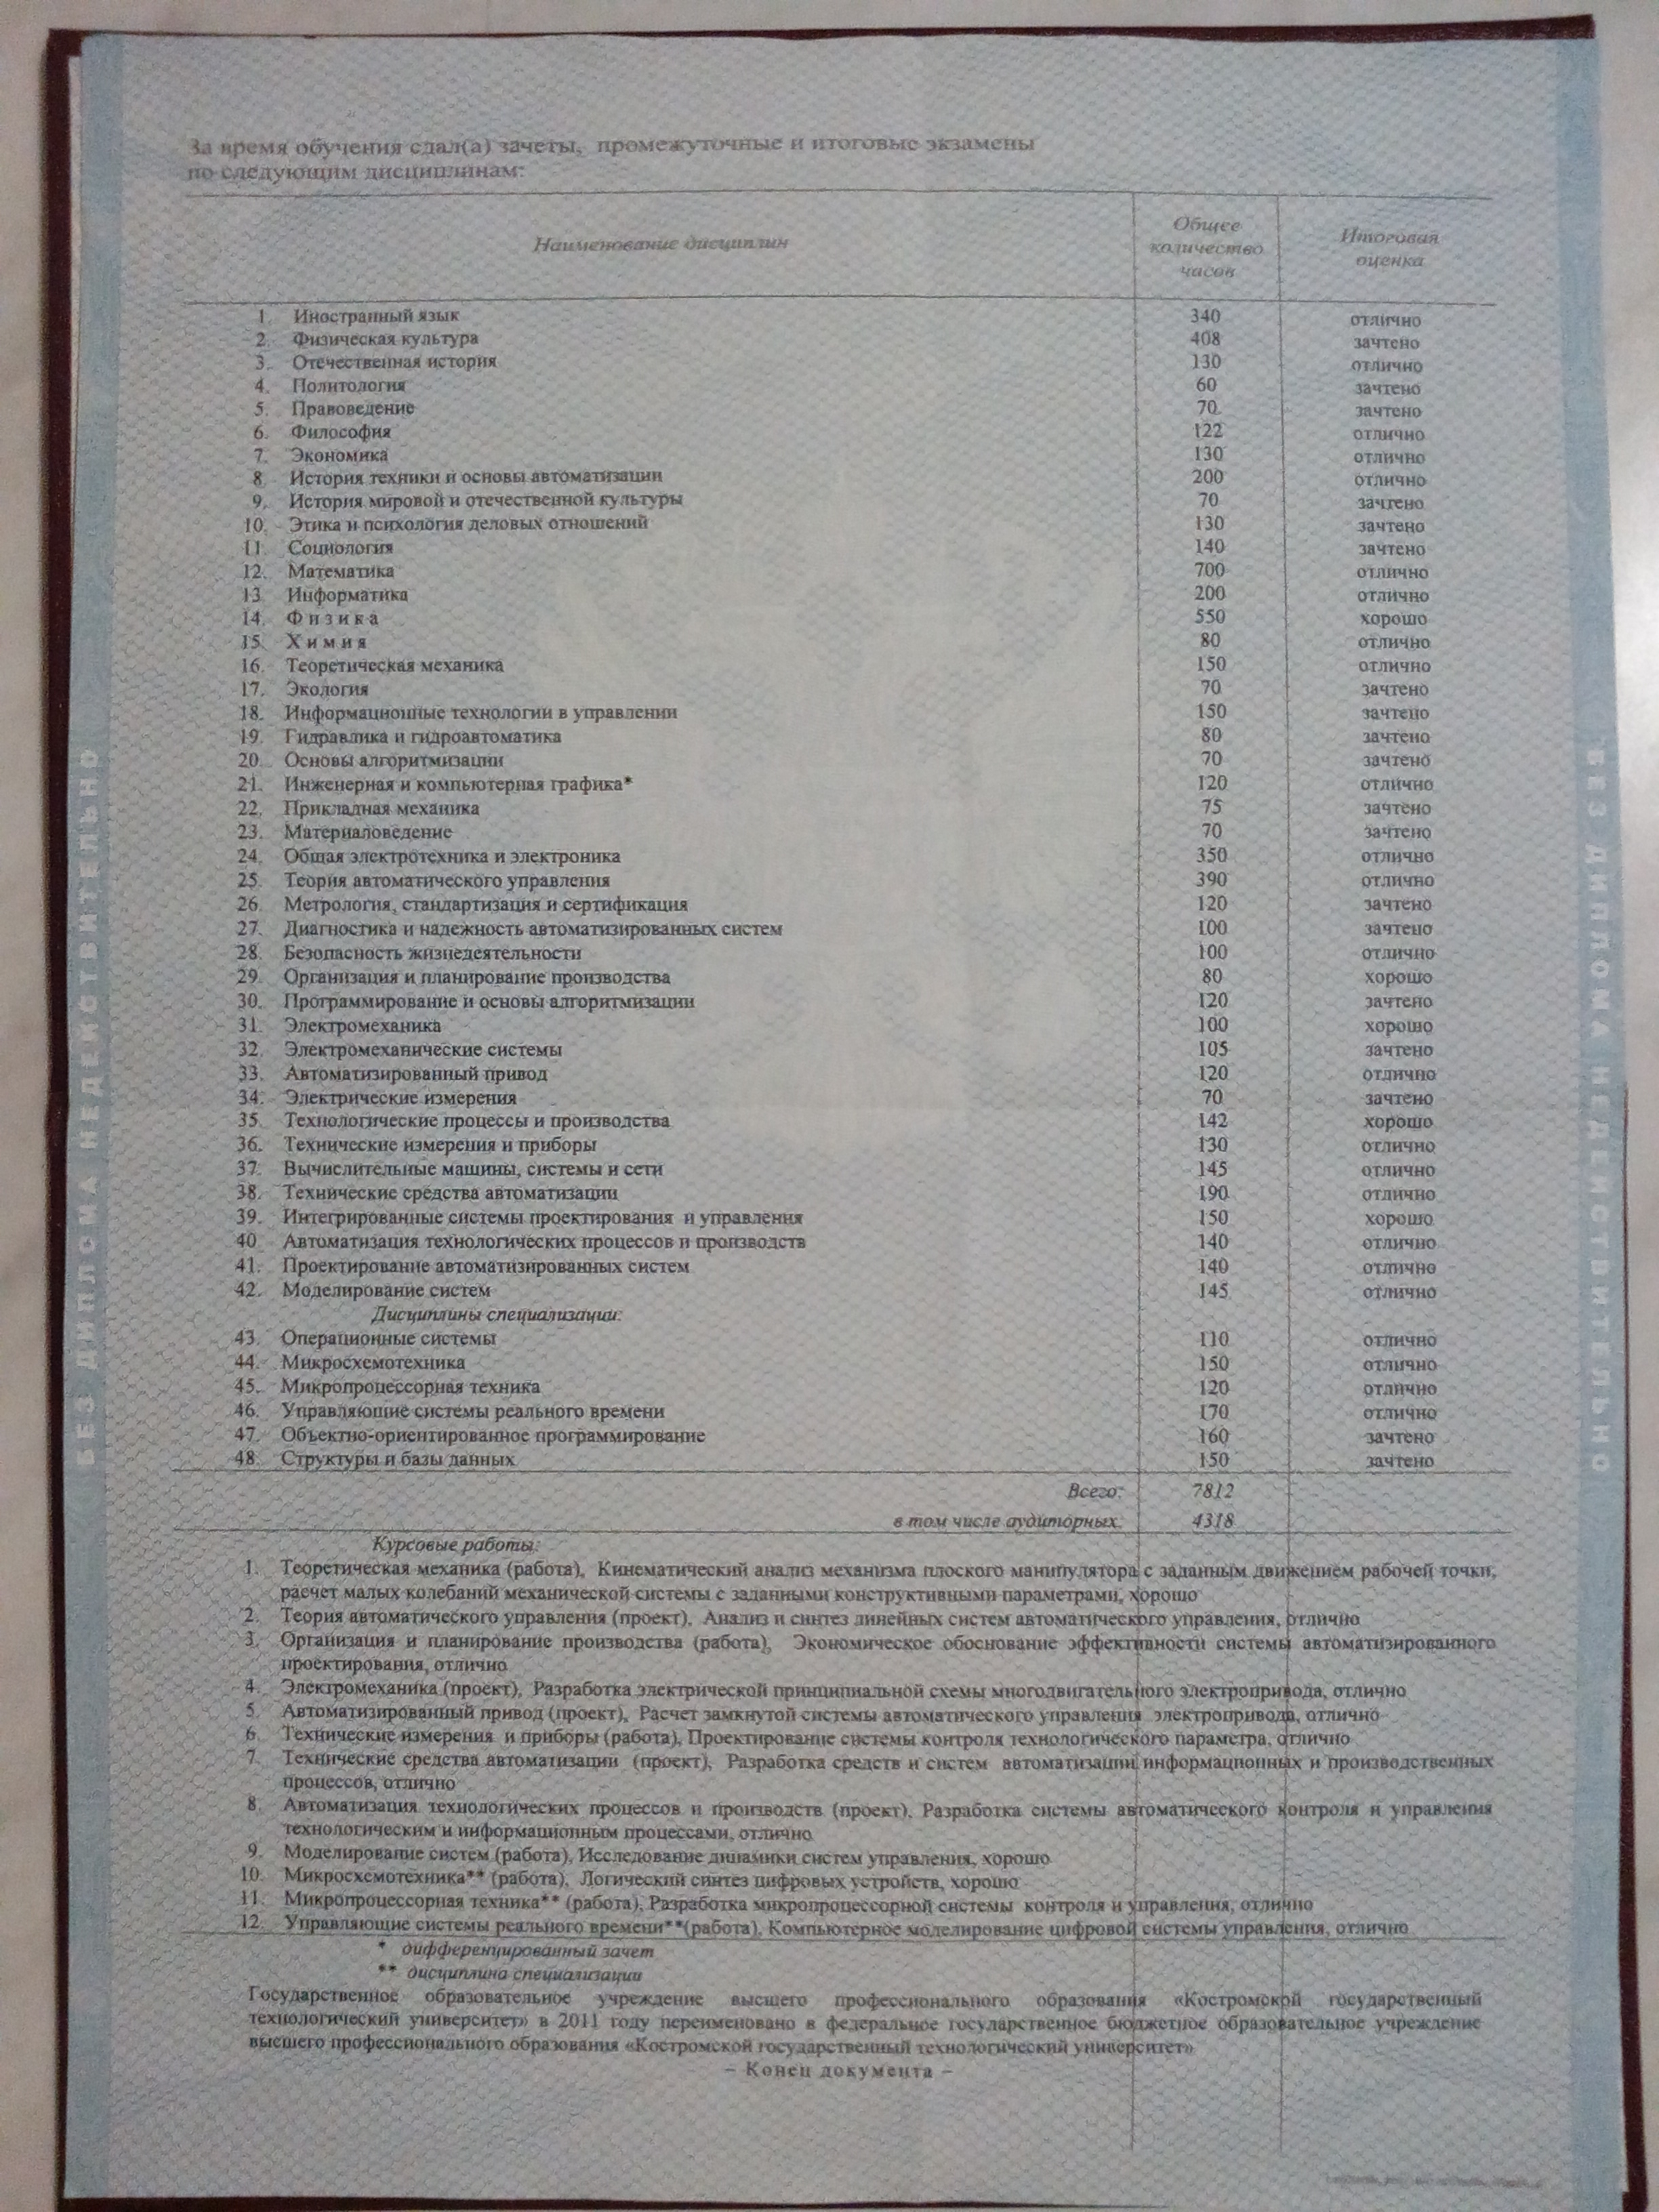 За время обучения сдал(а) зачеты, промежуточные и итоговые экзамены
по следующим дисциплинам:
Наименование дисциплин
Общее количество часов
Итоговая оценка
1. Иностранный язык 340 отлично
2. Физическая культура 408 зачтено
3. Отечественная история 130 отлично
4. Политология 60 зачтено
5. Правоведение 70 зачтено
6. Философия 122 отлично
7. Экономика 130 отлично
8. История техники и основы автоматизации 200 отлично
9. История мировой и отечественной культуры 70 зачтено
10. Этика и психология деловых отношений 130 зачтено
11. Социология 140 зачтено
12. Математика 700 отлично
13. Информатика 200 отлично
14. Физика 550 хорошо
15. Химия 80 отлично
16. Теоретическая механика 150 отлично
17. Экология 70 зачтено
18. Информационные технологии в управлении 150 зачтено
19. Гидравлика и гидроавтоматика 80 зачтено
20. Основы алгоритмизации 70 зачтено
21. Инженерная и компьютерная графика* 120 отлично
22. Прикладная механика 75 зачтено
23. Материаловедение 70 зачтено
24. Общая электротехника и электроника 350 отлично
25. Теория автоматического управления 390 отлично
26. Метрология, стандартизация и сертификация 120 зачтено
27. Диагностика и надежность автоматизированных систем 100 зачтено
28. Безопасность жизнедеятельности 100 отлично
29. Организация и планирование производства 80 хорошо
30. Программирование и основы алгоритмизации 120 зачтено
31. Электромеханика 100 хорошо
32. Электромеханические системы 105 зачтено
33. Автоматизированный привод 120 отлично
34. Электрические измерения 70 зачтено
35. Технологические процессы и производства 142 хорошо
36. Технические измерения и приборы 130 отлично
37. Вычислительные машины, системы и сети 145 отлично
38. Технические средства автоматизации 190 отлично
39. Интегрированные системы проектирования и управления 150 хорошо
40. Автоматизация технологических процессов и производств 140 отлично
41. Проектирование автоматизированных систем 140 отлично
42. Моделирование систем 145 отлично
Дисциплины специализации:
43. Операционные системы 110 отлично
44. Микросхемотехника 150 отлично
45. Микропроцессорная техника 120 отлично
46. Управляющие системы реального времени 170 отлично
47. Объектно-ориентированное программирование 160 зачтено
48. Структуры и базы данных 150 зачтено
Всего: 7812
в том числе аудиторных: 4318
Курсовые работы:
1. Теоретическая механика (работа), Кинематический анализ механизма плоского манипулятора с заданным движением рабочей точки,
расчет малых колебаний механической системы с заданными конструктивными параметрами, хорошо
2. Теория автоматического управления (проект), Анализ и синтез линейных систем автоматического управления, отлично
3. Организация и планирование производства (работа), Экономическое обоснование эффективности системы автоматизированного
проектирования, отлично
4. Электромеханика (проект), Разработка электрической принципиальной схемы многодвигательного электропривода, отлично
5. Автоматизированный привод (проект), Расчет замкнутой системы автоматического управления электропривода, отлично
6. Технические измерения и приборы (работа), Проектирование системы контроля технологического параметра, отлично
7. Технические средства автоматизации (проект), Разработка средств и систем автоматизации информационных и производственных
процессов, отлично
8. Автоматизация технологических процессов и производств (проект), Разработка системы автоматического контроля и управления
технологическим и информационным процессами, отлично
9. Моделирование систем (работа), Исследование динамики систем управления, хорошо
10. Микросхемотехника** (работа), Логический синтез цифровых устройств, хорошо
11. Микропроцессорная техника** (работа), Разработка микропроцессорной системы контроля и управления, отлично
12. Управляющие системы реального времени**(работа), Компьютерное моделирование цифровой системы управления, отлично
* дифференцированный зачет
** дисциплина специализации
Государственное образовательное учреждение высшего профессионального образования «Костромской государственный
технологический университет» в 2011 году переименовано в федеральное государственное бюджетное образовательное учреждение
высшего профессионального образования «Костромской государственный технологический университет»
– Конец документа –
БЕЗ ДИПЛОМА НЕДЕЙСТВИТЕЛЬНО
БЕЗ ДИПЛОМА НЕДЕЙСТВИТЕЛЬНО